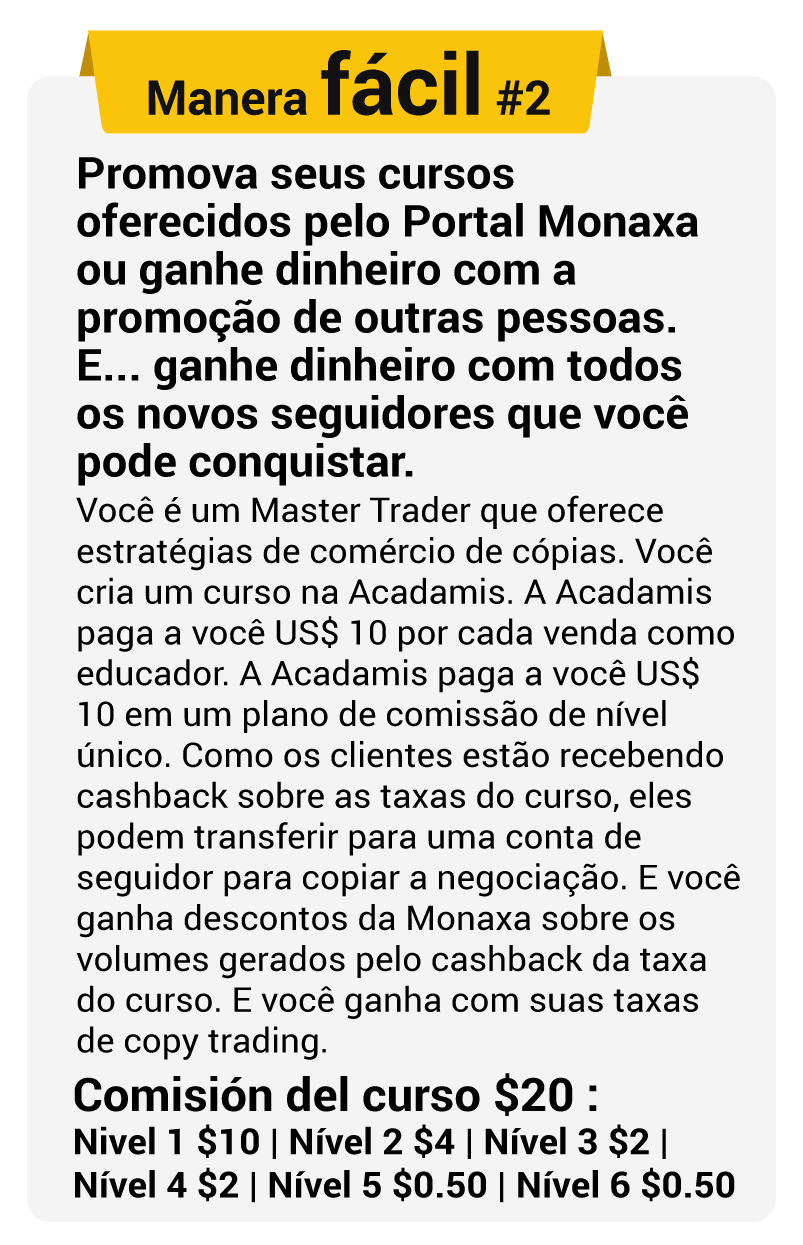 Manera fácil #2
Promova seus cursos
oferecidos pelo Portal Monaxa
ou ganhe dinheiro com a
promoção de outras pessoas.
E... ganhe dinheiro com todos
os novos seguidores que você
pode conquistar.
Você é um Master Trader que oferece
estratégias de comércio de cópias. Você
cria um curso na Acadamis. A Acadamis
paga a você US$ 10 por cada venda como
educador. A Acadamis paga a você US$
10 em um plano de comissão de nível
único. Como os clientes estão recebendo
cashback sobre as taxas do curso, eles
podem transferir para uma conta de
seguidor para copiar a negociação. E você
ganha descontos da Monaxa sobre os
volumes gerados pelo cashback da taxa
do curso. E você ganha com suas taxas
de copy trading.
Comisión del curso $20 :
Nivel 1 $10 | Nível 2 $4 | Nível 3 $2 |
Nível 4 $2 | Nível 5 $0.50 | Nível 6 $0.50